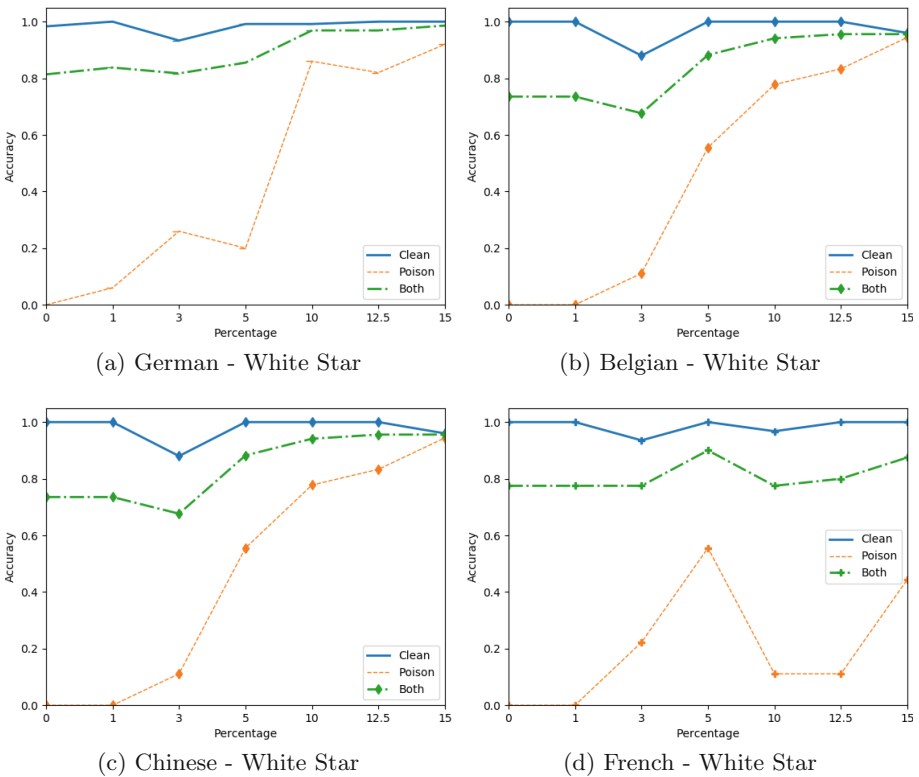 1.0
0.8
0.6
0.4
0.2
0.0
Accuracy
Clean
Poison
Both
0 1 3 5 10 12.5 15
Percentage
(a) German - White Star
1.0
0.8
0.6
0.4
0.2
0.0
Accuracy
Clean
Poison
Both
0 1 3 5 10 12.5 15
Percentage
(b) Belgian - White Star
1.0
0.8
0.6
0.4
0.2
0.0
Accuracy
Clean
Poison
Both
0 1 3 5 10 12.5 15
Percentage
(c) Chinese - White Star
1.0
0.8
0.6
0.4
0.2
0.0
Accuracy
Clean
Poison
Both
0 1 3 5 10 12.5 15
Percentage
(d) French - White Star